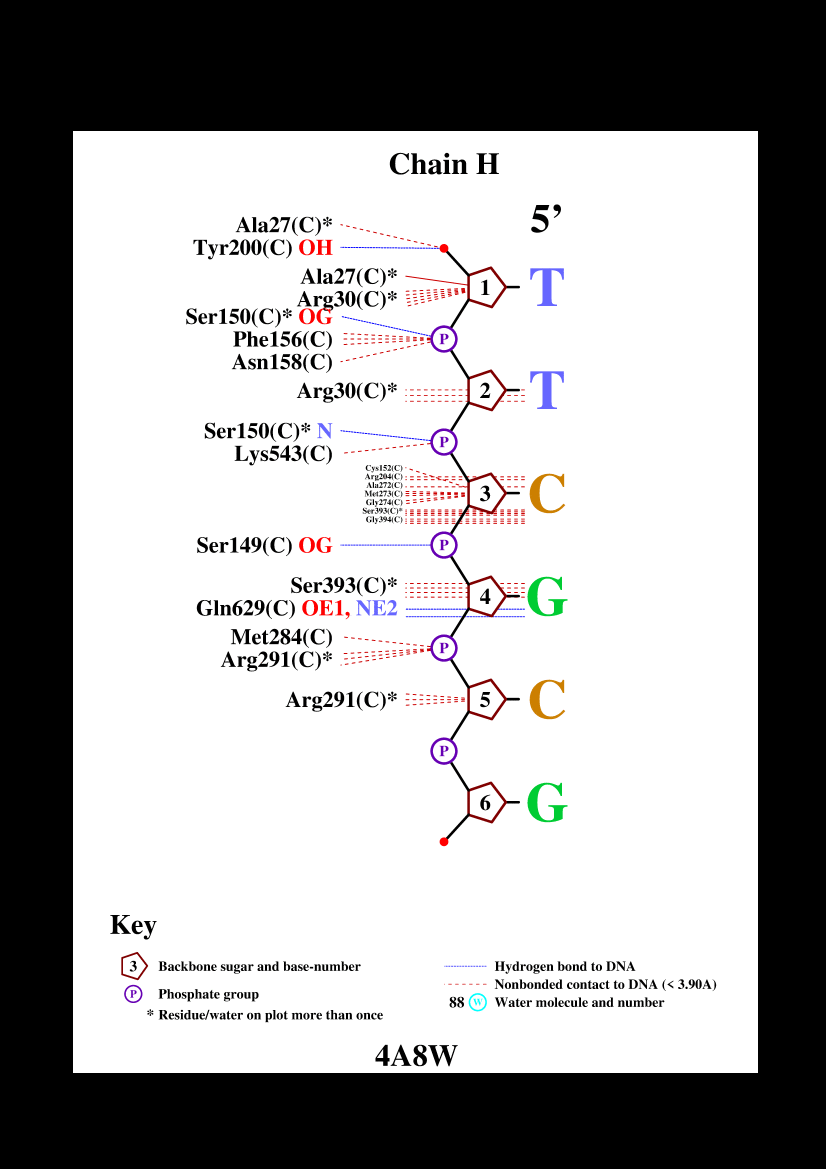 Chain H
5’
Ala27(C)*
Tyr200(C) OH
Ala27(C)*
1 T
Arg30(C)*
Ser150(C)* OG
Phe156(C) P
Asn158(C)
Arg30(C)* 2 T
Ser150(C)* N
P
Lys543(C)
Cys152(C)
Arg204(C)
Ala272(C)
Met273(C) 3 C
Gly274(C)
Ser393(C)*
Gly394(C)
Ser149(C) OG P
Ser393(C)*
4 G
Gln629(C) OE1, NE2
Met284(C)
P
Arg291(C)*
Arg291(C)* 5 C
P
6 G
Key
3 Backbone sugar and base-number
P Phosphate group
* Residue/water on plot more than once
Hydrogen bond to DNA
Nonbonded contact to DNA (< 3.90A)
88 W Water molecule and number
4A8W